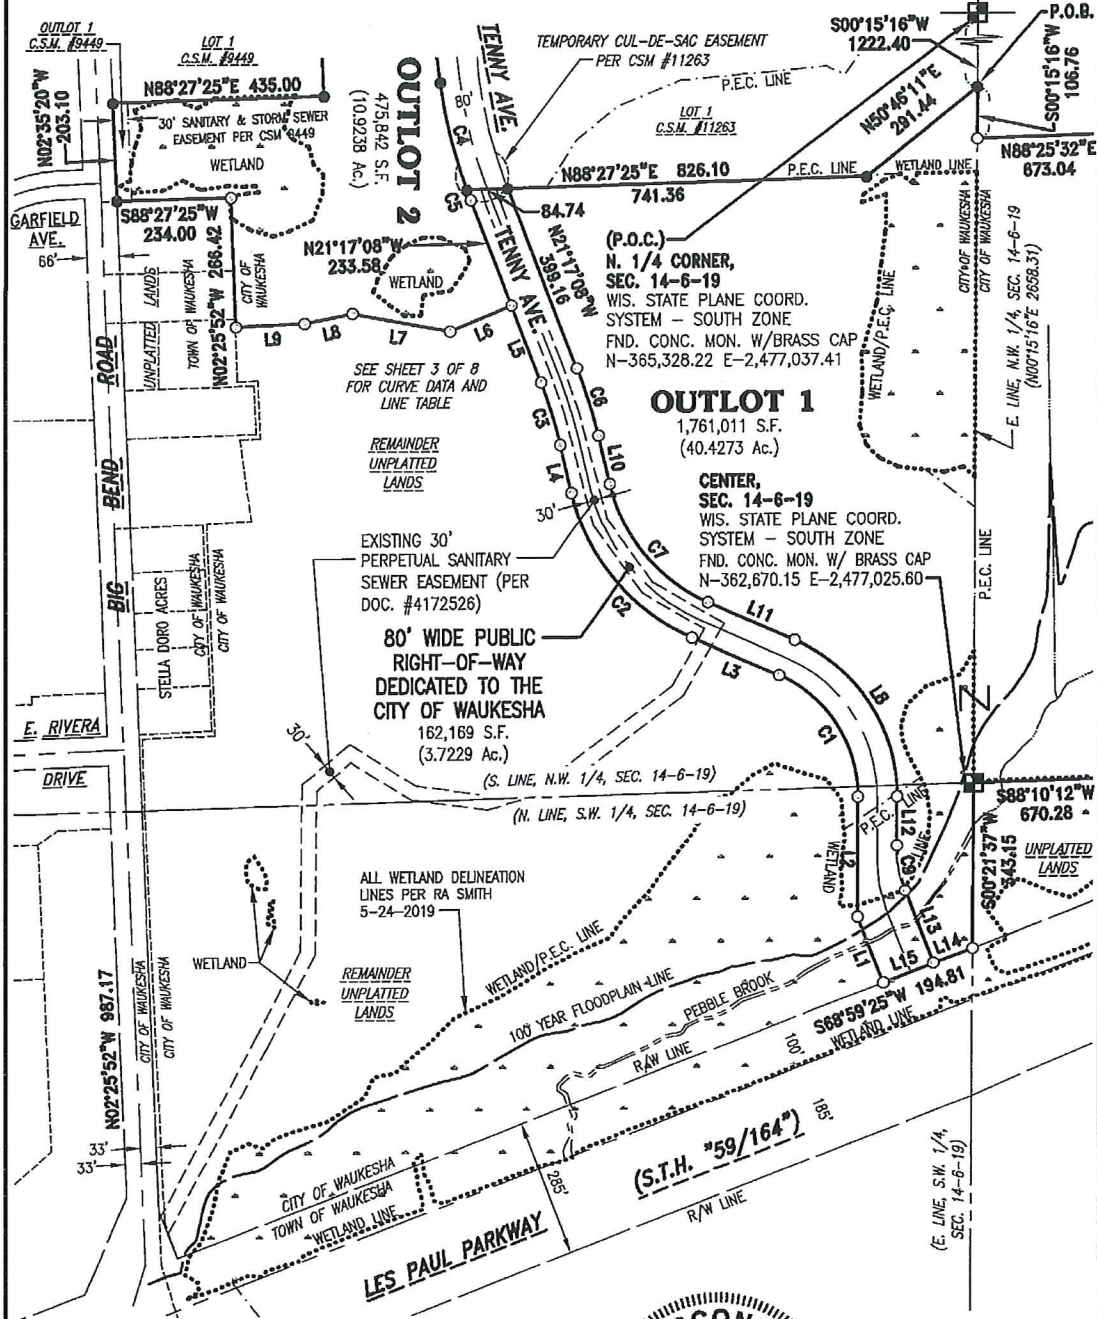 OUTLOT 1
C.S.M. #9449
LOT 1
C.S.M. #9449
N88°27'25"E 435.00
N02°35'20"W
203.10
30' SANITARY & STORM SEWER
EASEMENT PER CSM 9449
WETLAND
OUTLOT 2
475,842 S.F.
(10.9238 Ac.)
TENNY AVE.
80'
C4
TEMPORARY CUL-DE-SAC EASEMENT
PER CSM #11263
P.E.C. LINE
LOT 1
C.S.M. #11263
S00°15'16"W
1222.40
P.O.B.
S00°15'16"W
106.76
N50°46'11"E
291.44
N88°25'32"E
673.04
N88°27'25"E 826.10
741.36
P.E.C. LINE
WETLAND LINE
84.74
C5
GARFIELD
AVE.
66'
S88°27'25"W
234.00
N02°25'52"W 266.42
CITY OF
WAUKESHA
TOWN OF WAUKESHA
UNPLATTED LANDS
N21°17'08"W
233.58
WETLAND
TENNY AVE.
N21°17'08"W
399.16
(P.O.C.)
N. 1/4 CORNER,
SEC. 14-6-19
WIS. STATE PLANE COORD.
SYSTEM - SOUTH ZONE
FND. CONC. MON. W/BRASS CAP
N-365,328.22 E-2,477,037.41
WETLAND/P.E.C. LINE
CITY OF WAUKESHA
CITY OF WAUKESHA
E. LINE, N.W. 1/4, SEC. 14-6-19
(N00°15'16"E 2658.31)
L9
L8
L7
L6
L5
C3
L4
C6
L10
SEE SHEET 3 OF 8
FOR CURVE DATA AND
LINE TABLE
REMAINDER
UNPLATTED
LANDS
OUTLOT 1
1,761,011 S.F.
(40.4273 Ac.)
CENTER,
SEC. 14-6-19
WIS. STATE PLANE COORD.
SYSTEM - SOUTH ZONE
FND. CONC. MON. W/ BRASS CAP
N-362,670.15 E-2,477,025.60
P.E.C. LINE
30'
EXISTING 30'
PERPETUAL SANITARY
SEWER EASEMENT (PER
DOC. #4172526)
C7
C2
L11
L3
L8
C1
BIG BEND ROAD
STELLA DORO ACRES
CITY OF WAUKESHA
CITY OF WAUKESHA
80' WIDE PUBLIC
RIGHT-OF-WAY
DEDICATED TO THE
CITY OF WAUKESHA
162,169 S.F.
(3.7229 Ac.)
E. RIVERA
DRIVE
30'
(S. LINE, N.W. 1/4, SEC. 14-6-19)
(N. LINE, S.W. 1/4, SEC. 14-6-19)
S88°10'12"W
670.28
UNPLATTED
LANDS
S00°21'37"W
343.15
P.E.C. LINE
L12
C9
LINE
WETLAND
L2
L13
L14
L1
L15
ALL WETLAND DELINEATION
LINES PER RA SMITH
5-24-2019
WETLAND
REMAINDER
UNPLATTED
LANDS
WETLAND/P.E.C. LINE
100 YEAR FLOODPLAIN LINE
PEBBLE BROOK
S68°59'25"W 194.81
WETLAND LINE
R/W LINE
100'
N02°25'52"W 987.17
CITY OF WAUKESHA
CITY OF WAUKESHA
33'
33'
185'
(S.T.H. "59/164")
R/W LINE
CITY OF WAUKESHA
TOWN OF WAUKESHA
WETLAND LINE
285'
LES PAUL PARKWAY
(E. LINE, S.W. 1/4,
SEC. 14-6-19)